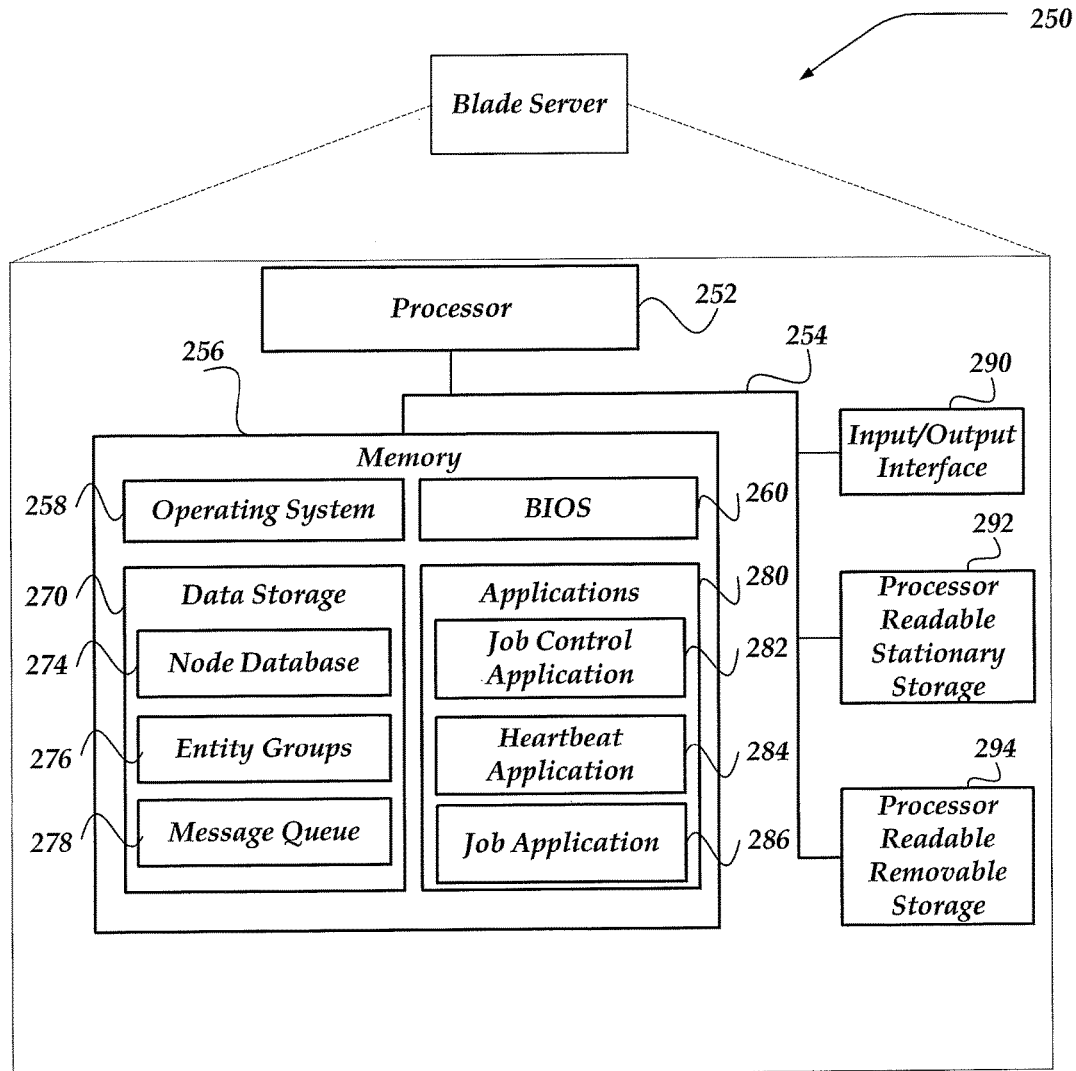 250
Blade Server
Processor
252
256
254
290
Memory
Input/Output
Interface
258
Operating System
BIOS
260
292
270
Data Storage
Applications
280
Processor
Readable
Stationary
Storage
274
Node Database
Job Control
Application
282
276
Entity Groups
Heartbeat
Application
284
294
278
Message Queue
Job Application
286
Processor
Readable
Removable
Storage